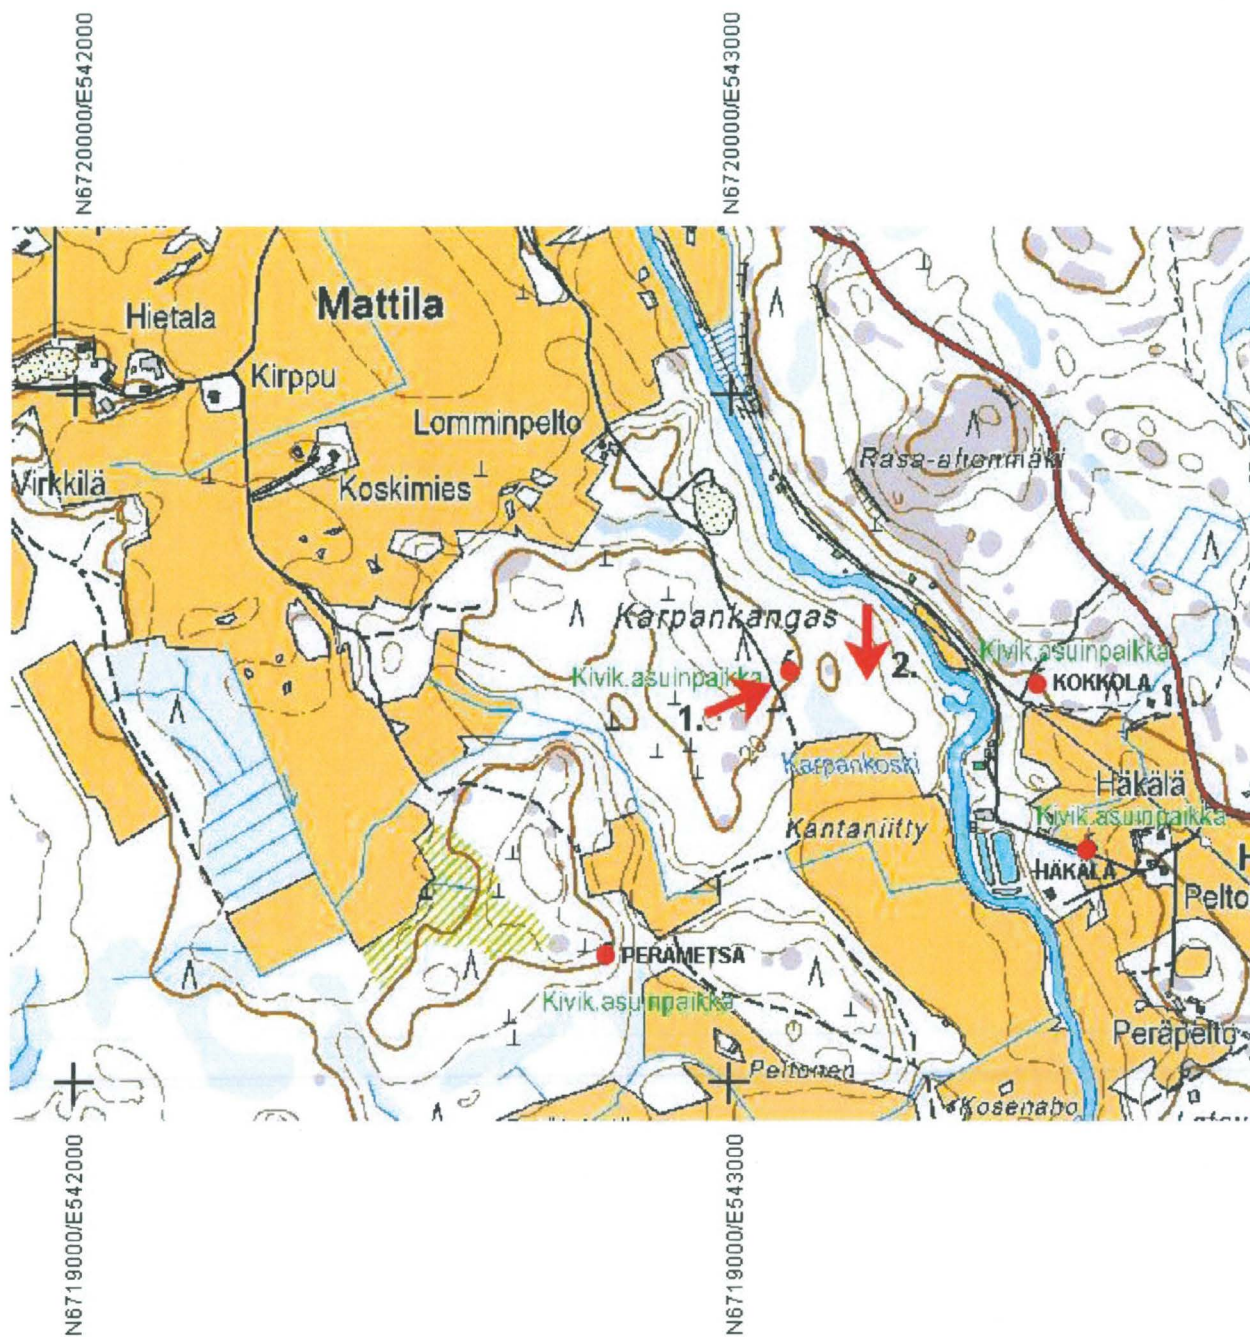 N6720000/E542000
N6720000/E543000
Mattila
Hietala
Kirppu
Lomminpelto
Virkkilä
Koskimies
Rasa-ahonmäki
Karpankangas
Kivik.asuinpaikka
Kivik.asuinpaikka
2.
1.
KOKKOLA
Karpankoski
Häkälä
Kivik.asuinpaikka
Kantaniitty
HÄKÄLÄ
H
Pelto
PERÄMETSÄ
Kivik.asuinpaikka
Peräpelto
Peltonen
Kosenaho
N6719000/E542000
N6719000/E543000